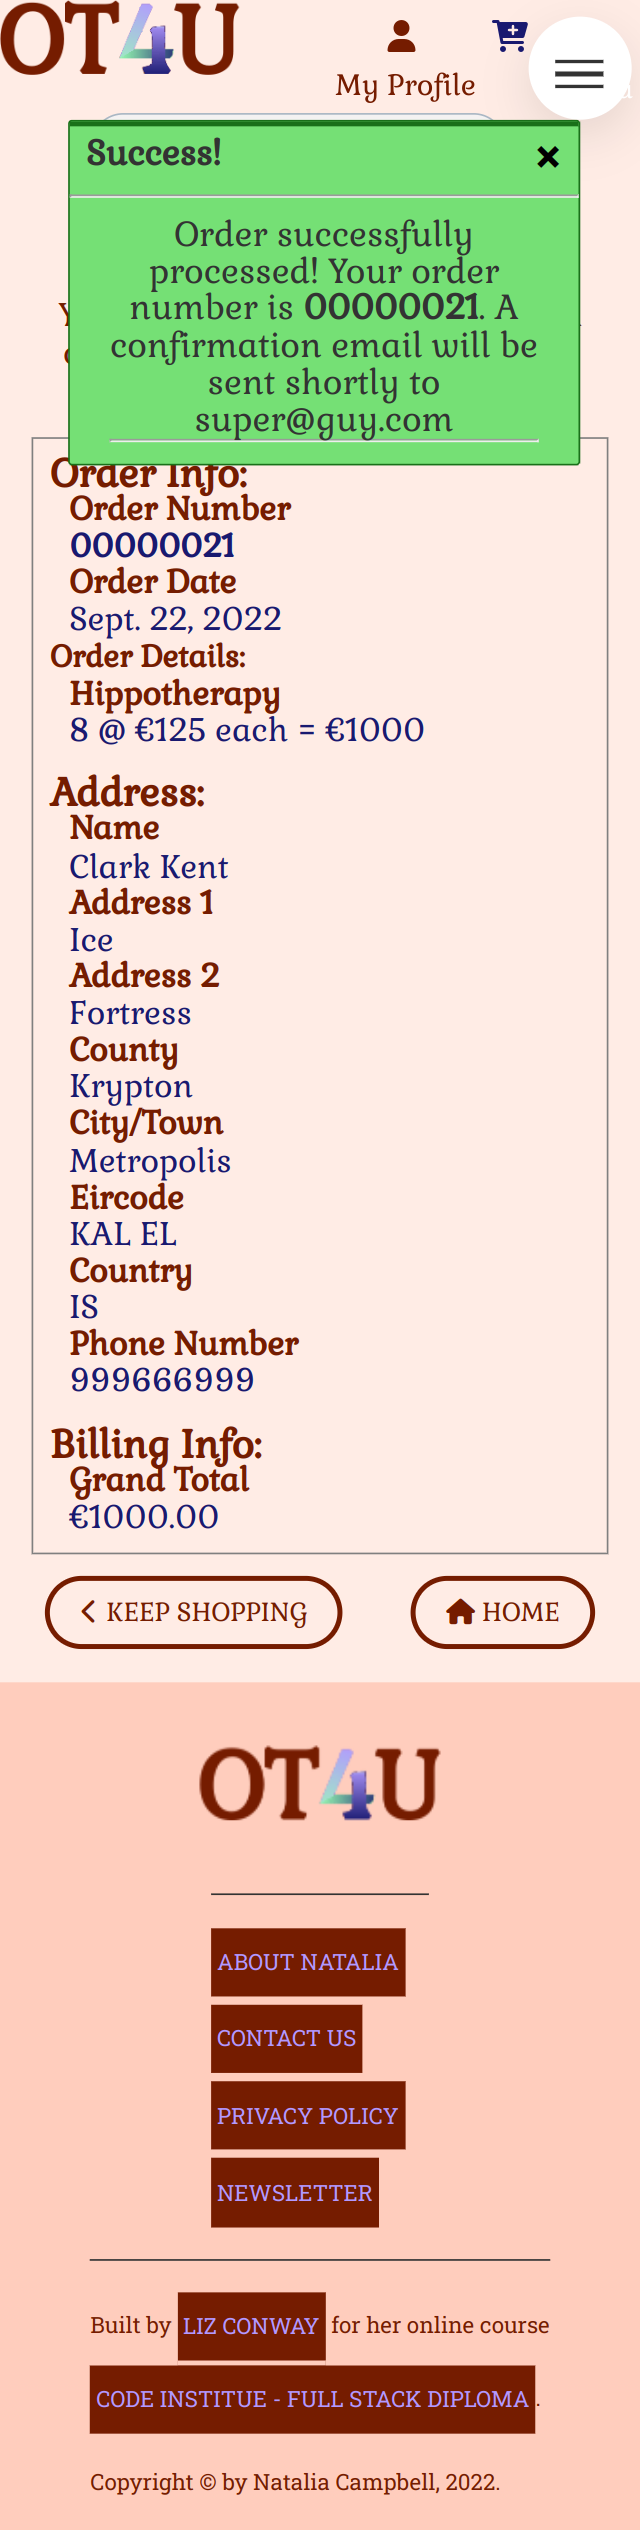 OT4U
My Profile
Success!
Order successfully
processed! Your order
number is 00000021. A
confirmation email will be
sent shortly to
super@guy.com
Order Info:
Order Number
00000021
Order Date
Sept. 22, 2022
Order Details:
Hippotherapy
8 @ €125 each = €1000
Address:
Name
Clark Kent
Address 1
Ice
Address 2
Fortress
County
Krypton
City/Town
Metropolis
Eircode
KAL EL
Country
IS
Phone Number
999666999
Billing Info:
Grand Total
€1000.00
KEEP SHOPPING
HOME
OT4U
ABOUT NATALIA
CONTACT US
PRIVACY POLICY
NEWSLETTER
Built by LIZ CONWAY for her online course
CODE INSTITUE - FULL STACK DIPLOMA .
Copyright © by Natalia Campbell, 2022.